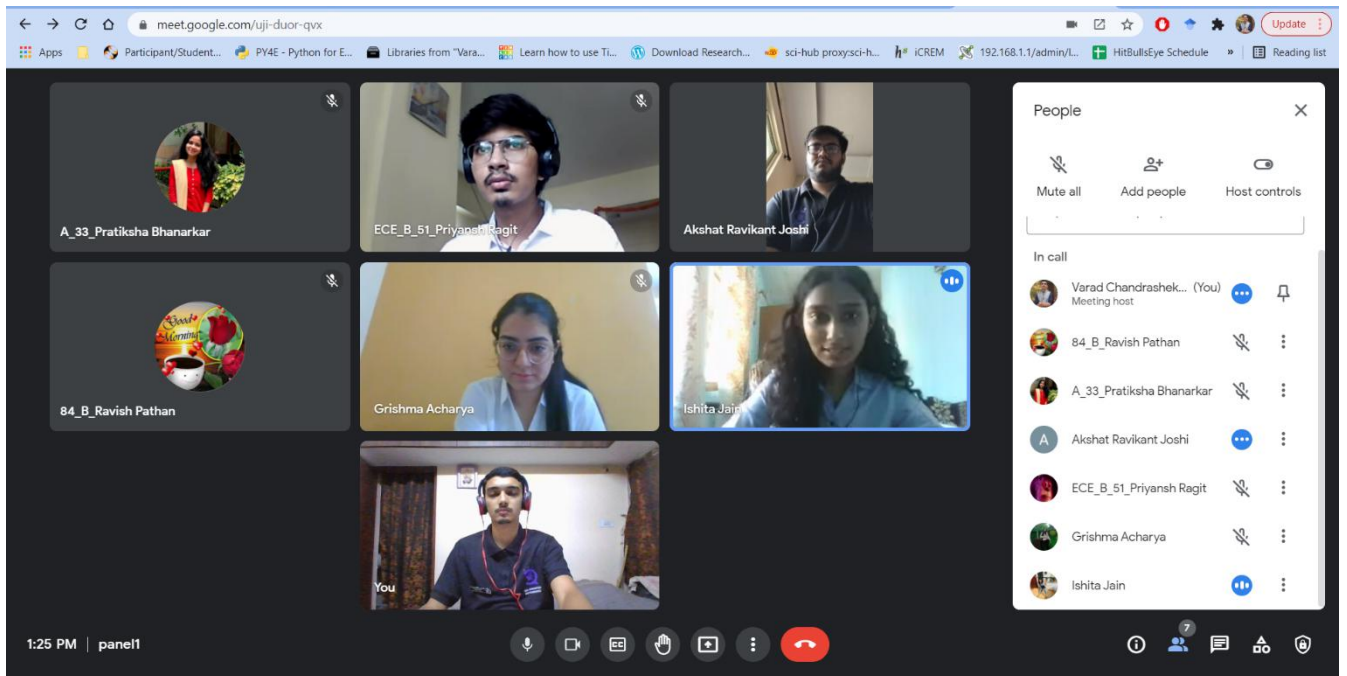 meet.google.com/uji-duor-qvx
Update
Apps
Participant/Student...
PY4E - Python for E...
Libraries from "Vara...
Learn how to use Ti...
Download Research...
sci-hub proxy:sci-h...
iCREM
192.168.1.1/admin/I...
HitBullsEye Schedule
»
Reading list
A_33_Pratiksha Bhanarkar
ECE_B_51_Priyansh Ragit
Akshat Ravikant Joshi
Good
Morning
84_B_Ravish Pathan
Grishma Acharya
Ishita Jain
You
People
Mute all
Add people
Host controls
In call
Varad Chandrashek... (You)
Meeting host
84_B_Ravish Pathan
A_33_Pratiksha Bhanarkar
A
Akshat Ravikant Joshi
ECE_B_51_Priyansh Ragit
Grishma Acharya
Ishita Jain
1:25 PM | panel1
CC
7